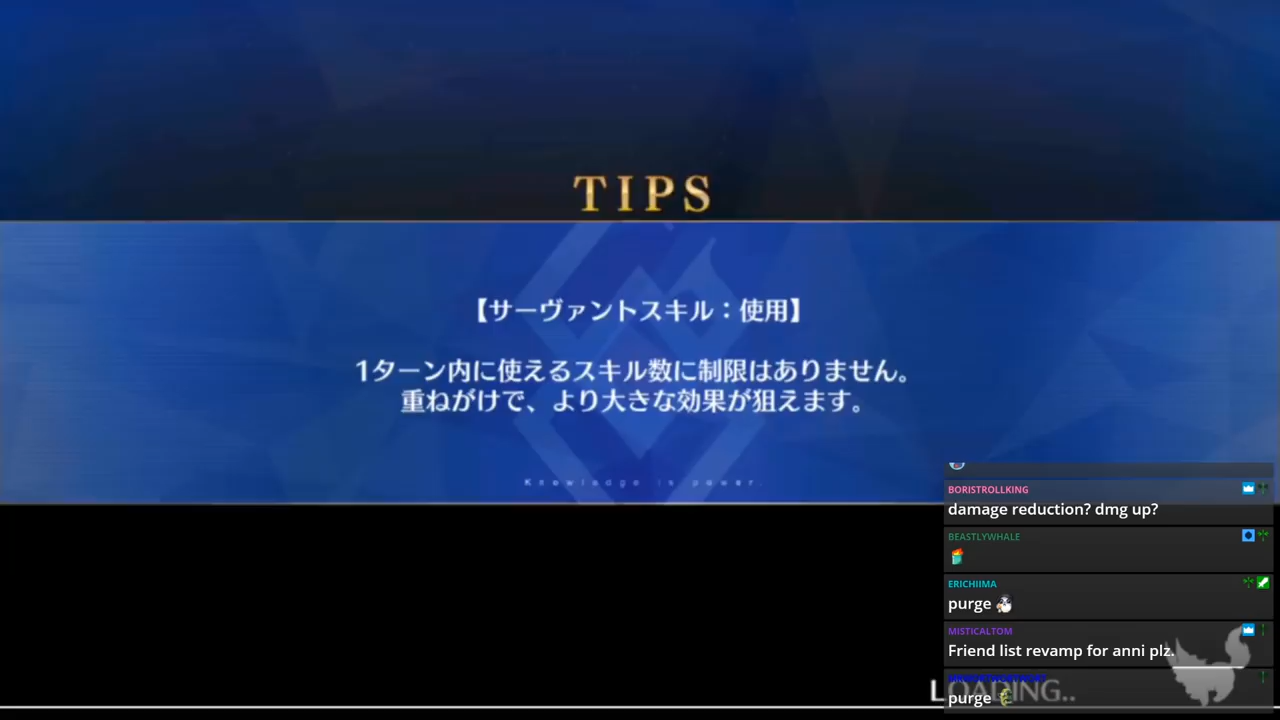 TIPS
【サーヴァントスキル：使用】
1ターン内に使えるスキル数に制限はありません。
重ねがけで、より大きな効果が狙えます。
Knowledge is power.
BORISTROLLKING
damage reduction? dmg up?
BEASTLYWHALE
ERICHIIMA
purge
MISTICALTOM
Friend list revamp for anni plz.
purge
LOADING..